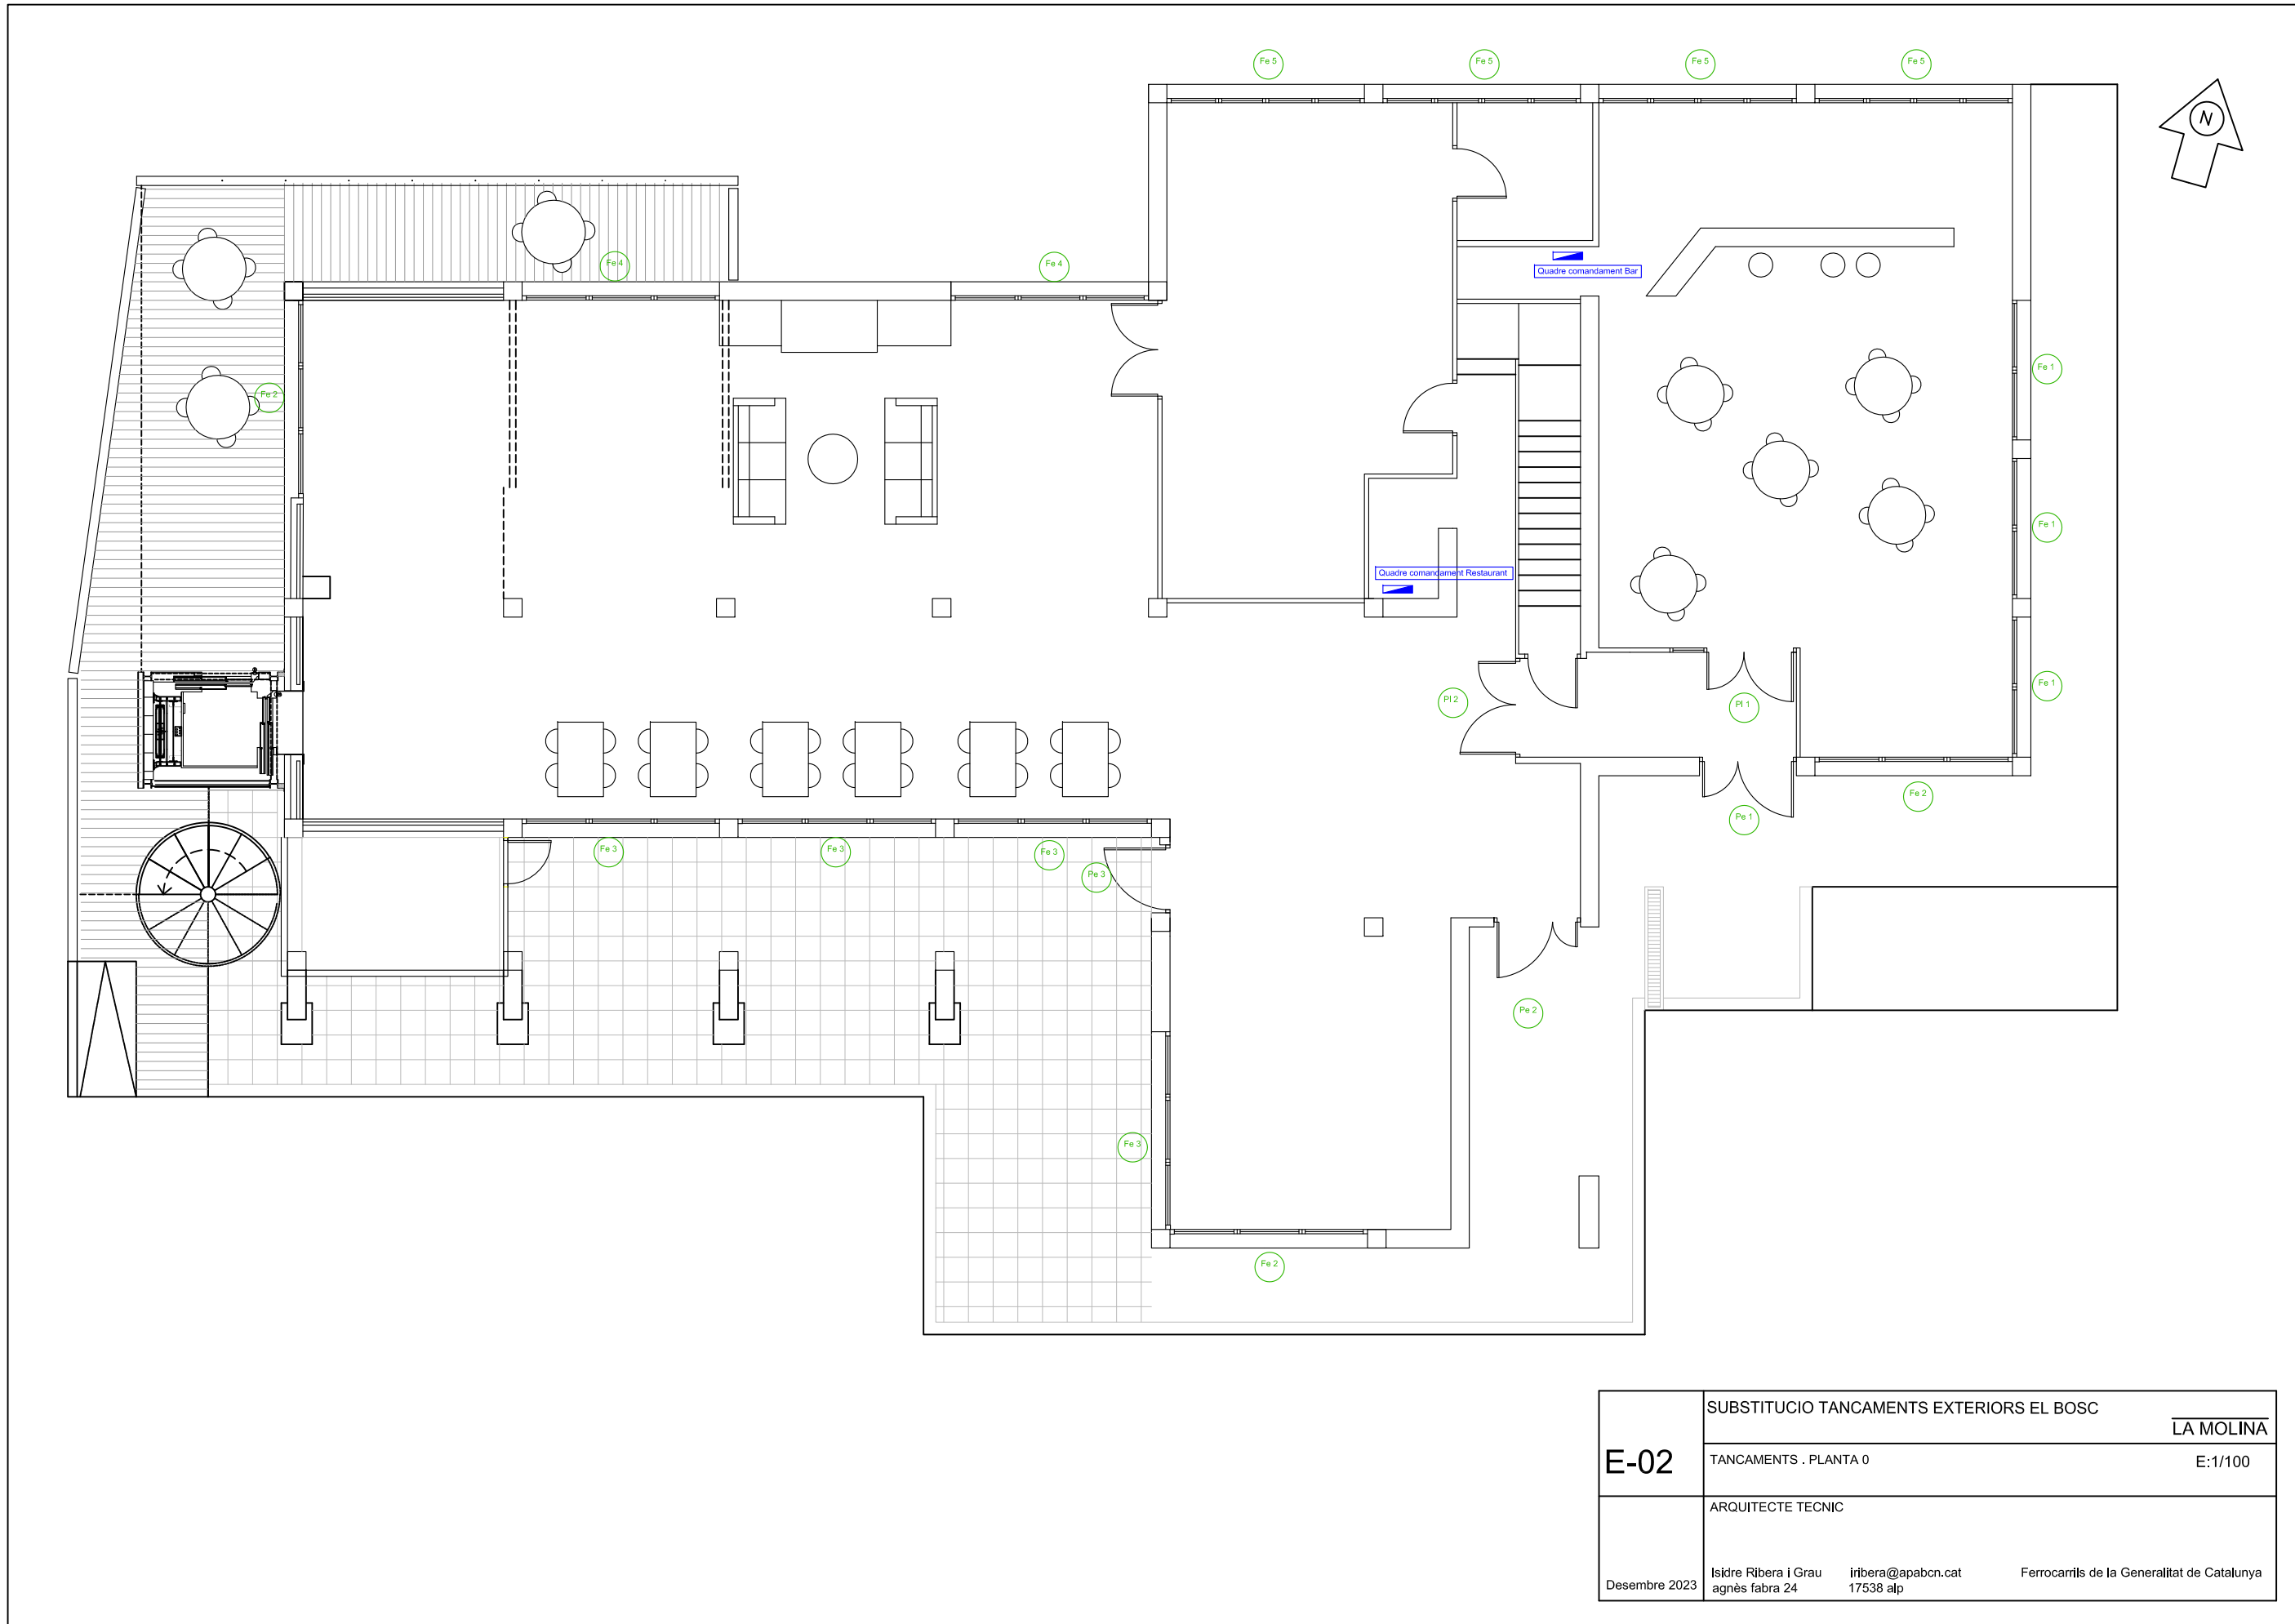 Fe 5
Fe 5
Fe 5
Fe 5
N
Fe 4
Fe 4
Quadre comandament Bar
Fe 2
Fe 1
Fe 1
Quadre comandament Restaurant
Fe 1
Pl 2
Pl 1
Fe 2
Pe 1
Fe 3
Fe 3
Fe 3
Pe 3
Pe 2
Fe 3
Fe 2
SUBSTITUCIO TANCAMENTS EXTERIORS EL BOSC
LA MOLINA
E-02
TANCAMENTS . PLANTA 0
E:1/100
ARQUITECTE TECNIC
Isidre Ribera i Grau
iribera@apabcn.cat
Ferrocarrils de la Generalitat de Catalunya
Desembre 2023
agnès fabra 24
17538 alp